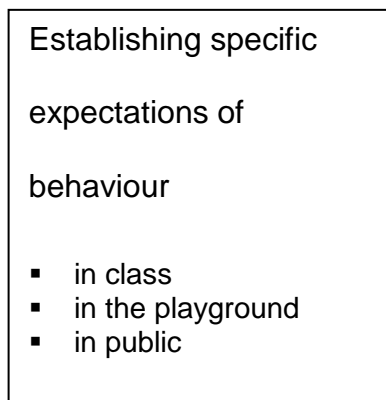 Establishing specific
expectations of
behaviour
▪ in class
▪ in the playground
▪ in public